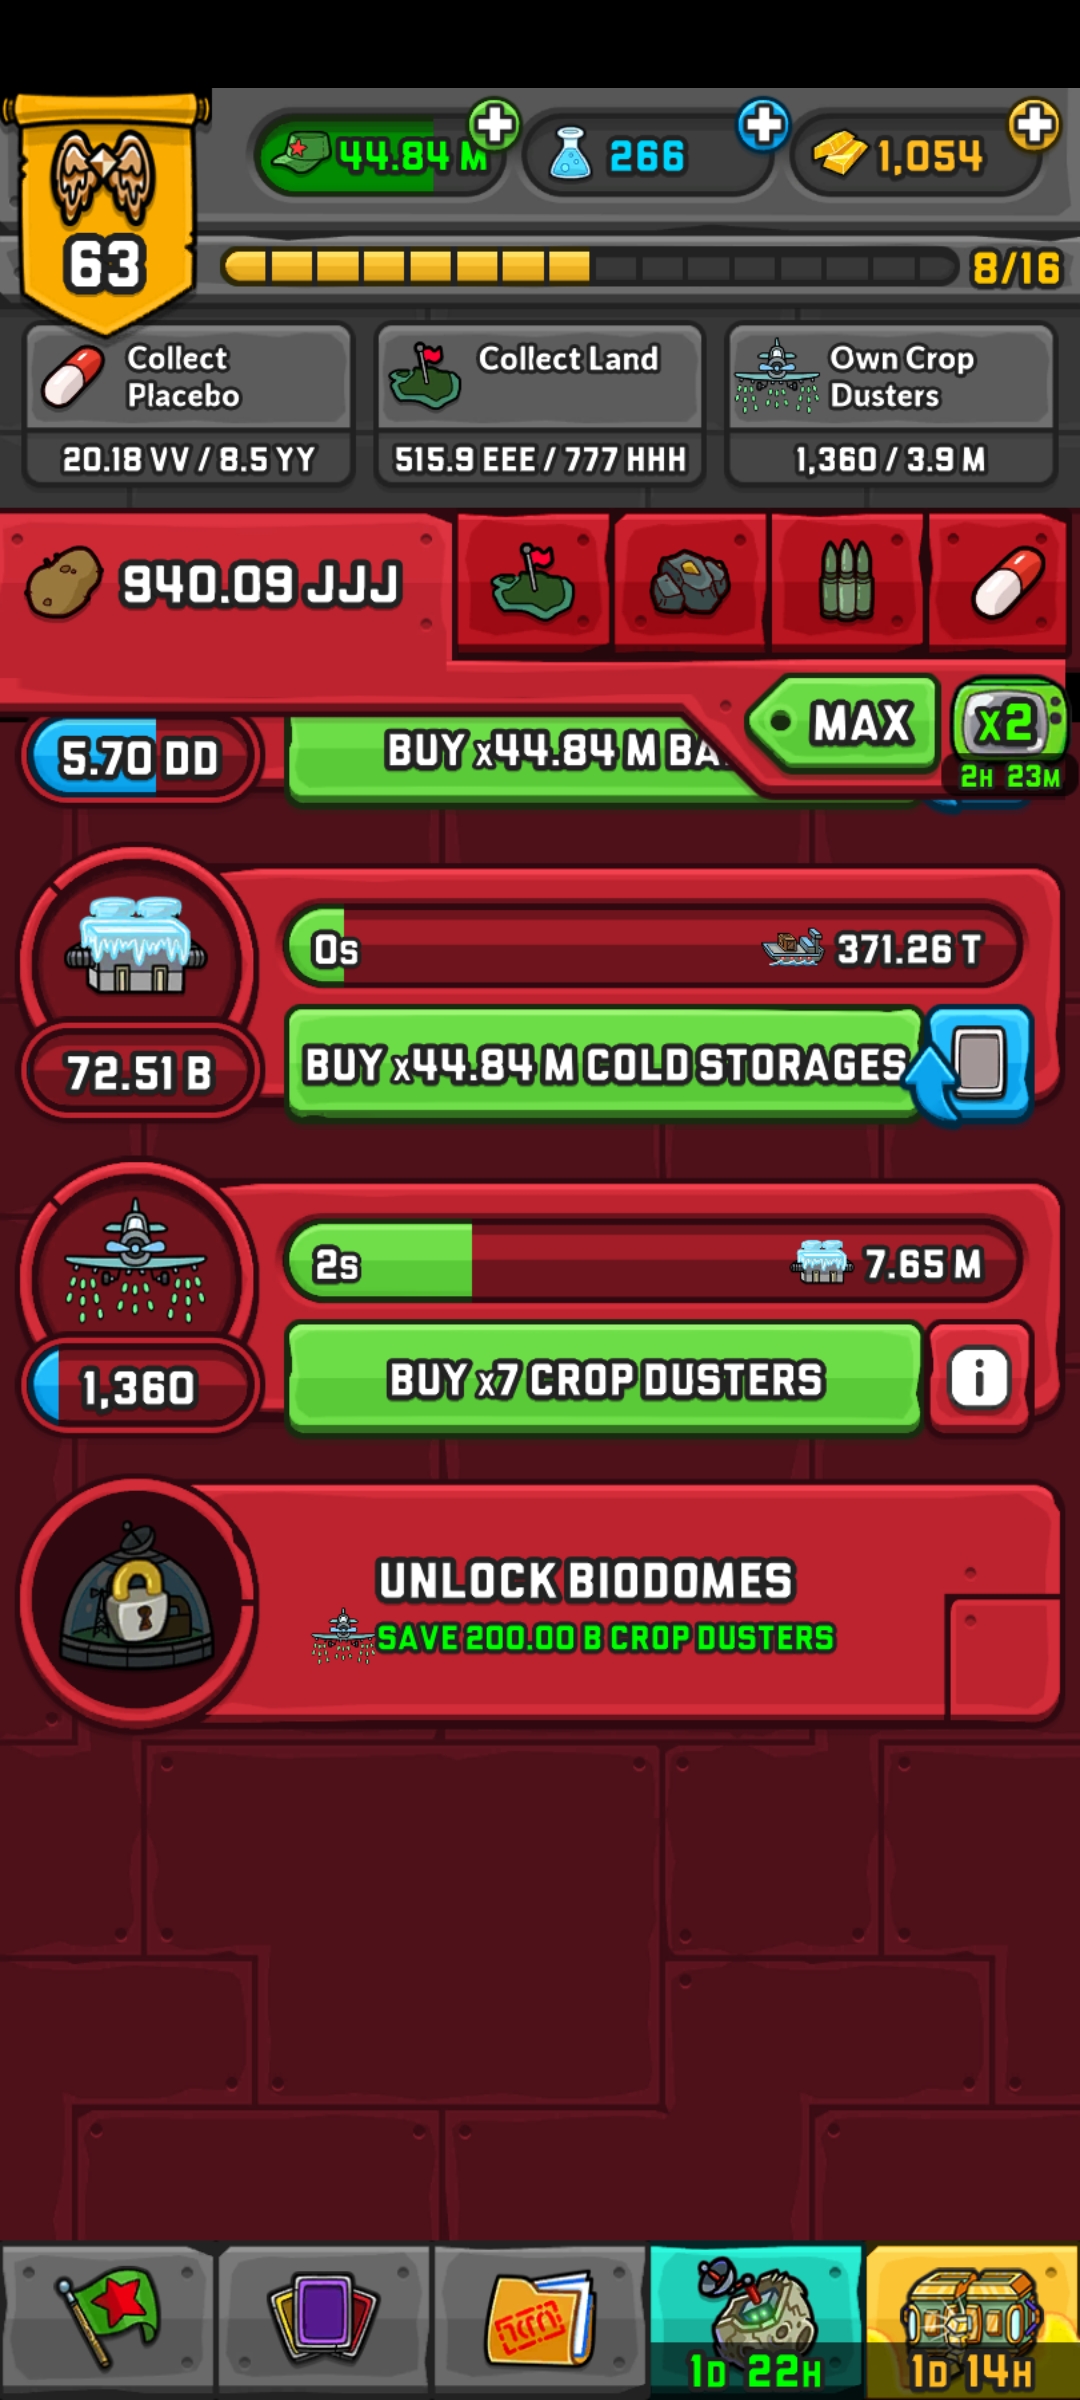 44.84 M
266
1,054
63
8/16
Collect
Placebo
20.18 VV / 8.5 YY
Collect Land
515.9 EEE / 777 HHH
Own Crop
Dusters
1,360 / 3.9 M
940.09 JJJ
MAX
X2
2H 23M
5.70 DD
BUY x44.84 M BA
0s
371.26 T
72.51 B
BUY x44.84 M COLD STORAGES
2s
7.65 M
1,360
BUY x7 CROP DUSTERS
i
UNLOCK BIODOMES
SAVE 200.00 B CROP DUSTERS
1D 22H
1D 14H